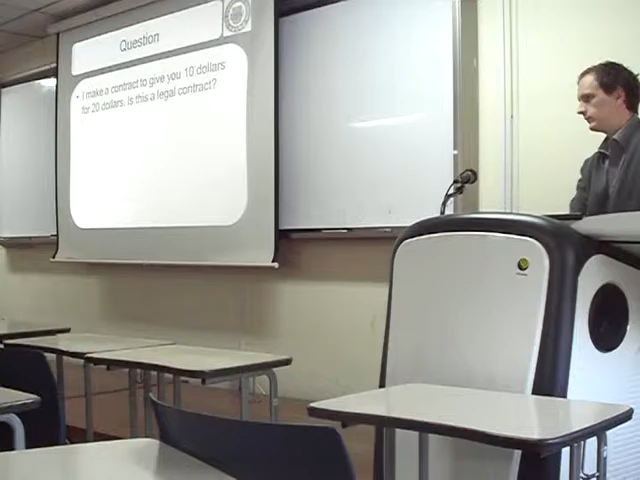 Question
• I make a contract to give you 10 dollars
for 20 dollars. Is this a legal contract?